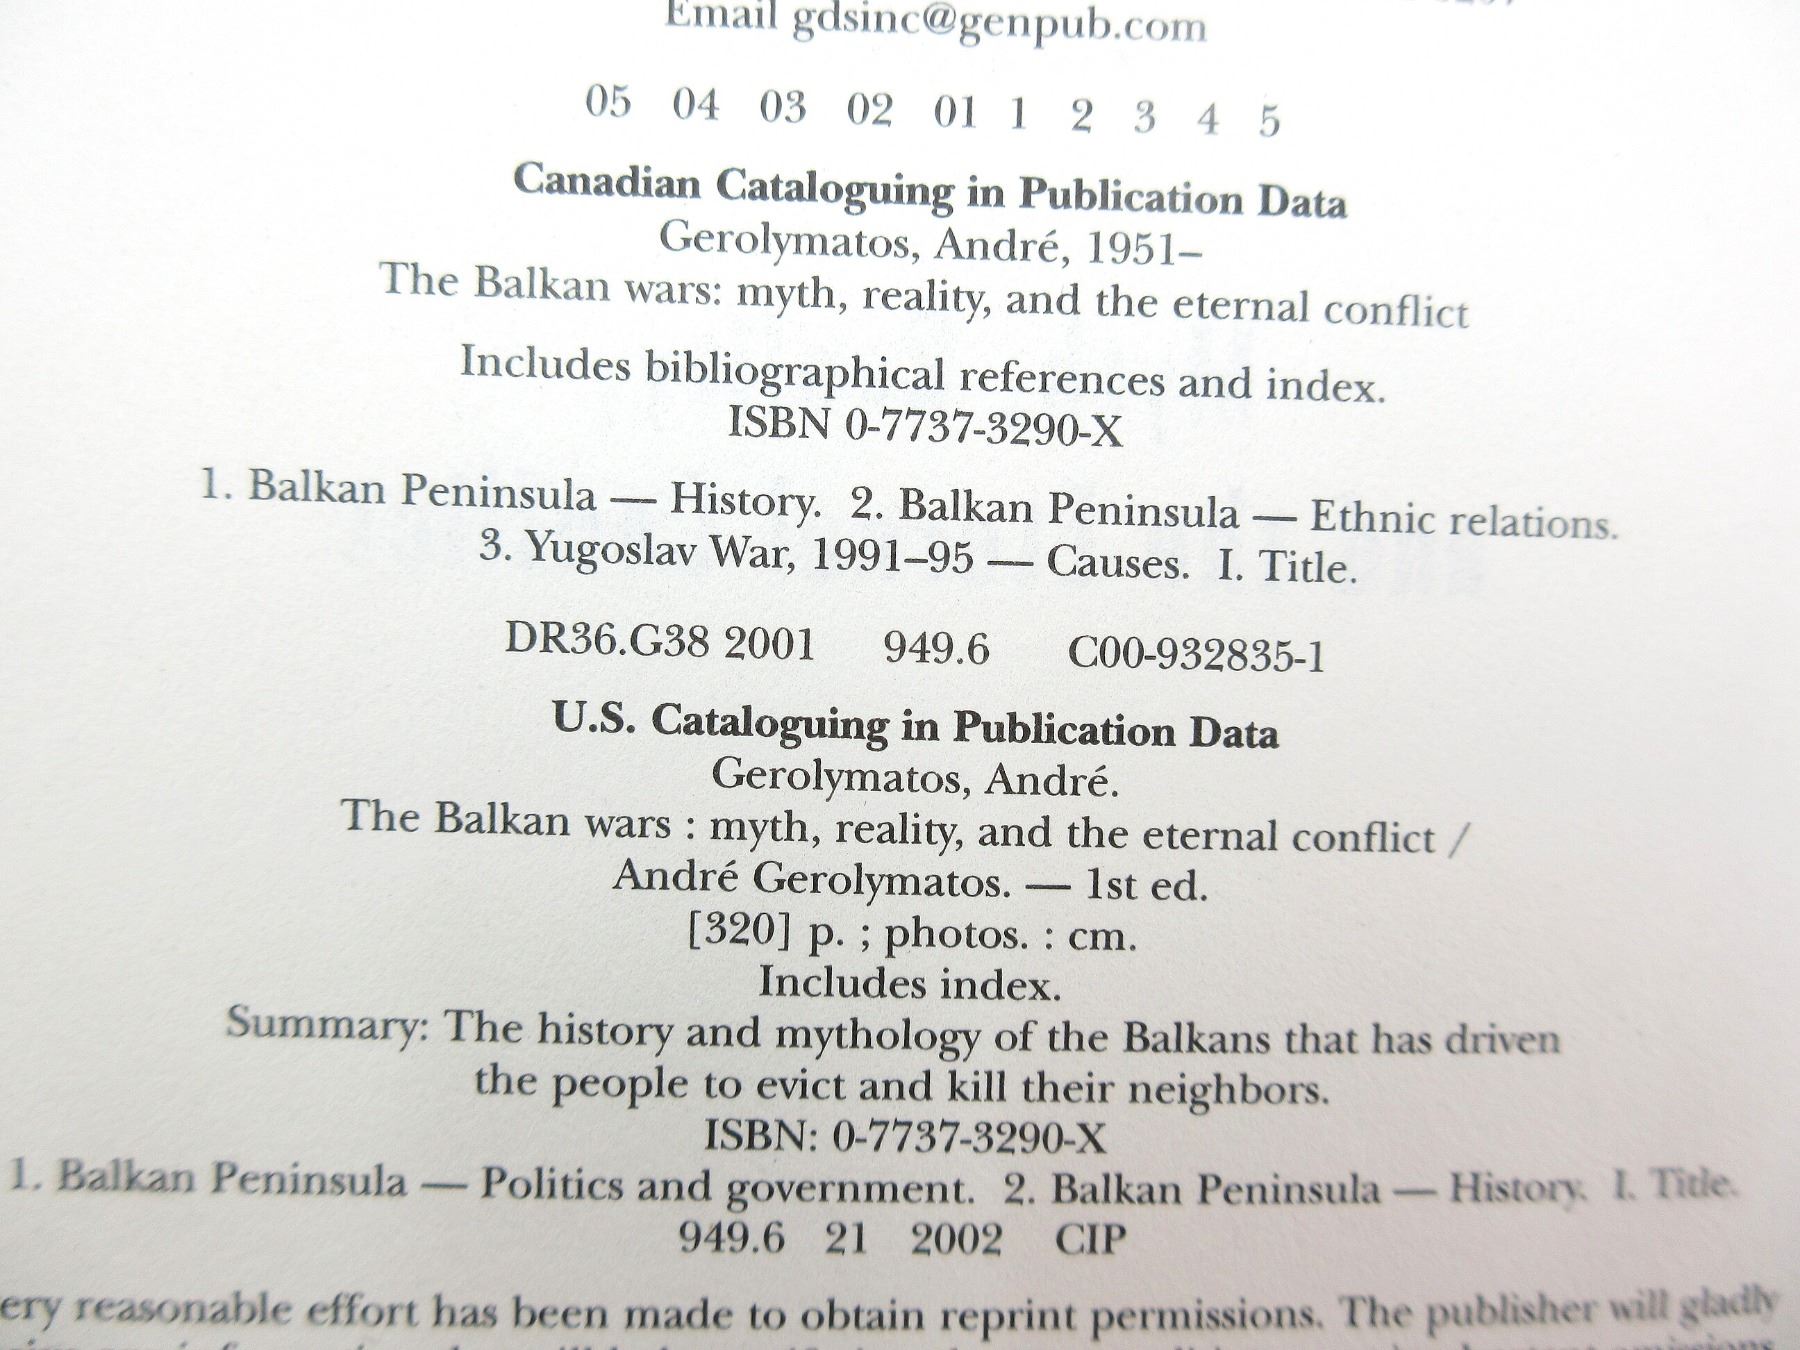 Email gdsinc@genpub.com
05 04 03 02 01 1 2 3 4 5
Canadian Cataloguing in Publication Data
Gerolymatos, André, 1951–
The Balkan wars: myth, reality, and the eternal conflict
Includes bibliographical references and index.
ISBN 0-7737-3290-X
1. Balkan Peninsula — History. 2. Balkan Peninsula — Ethnic relations.
3. Yugoslav War, 1991–95 — Causes. I. Title.
DR36.G38 2001 949.6 C00-932835-1
U.S. Cataloguing in Publication Data
Gerolymatos, André.
The Balkan wars : myth, reality, and the eternal conflict /
André Gerolymatos. — 1st ed.
[320] p. ; photos. : cm.
Includes index.
Summary: The history and mythology of the Balkans that has driven
the people to evict and kill their neighbors.
ISBN: 0-7737-3290-X
1. Balkan Peninsula — Politics and government. 2. Balkan Peninsula — History. I. Title.
949.6 21 2002 CIP
ery reasonable effort has been made to obtain reprint permissions. The publisher will gladly